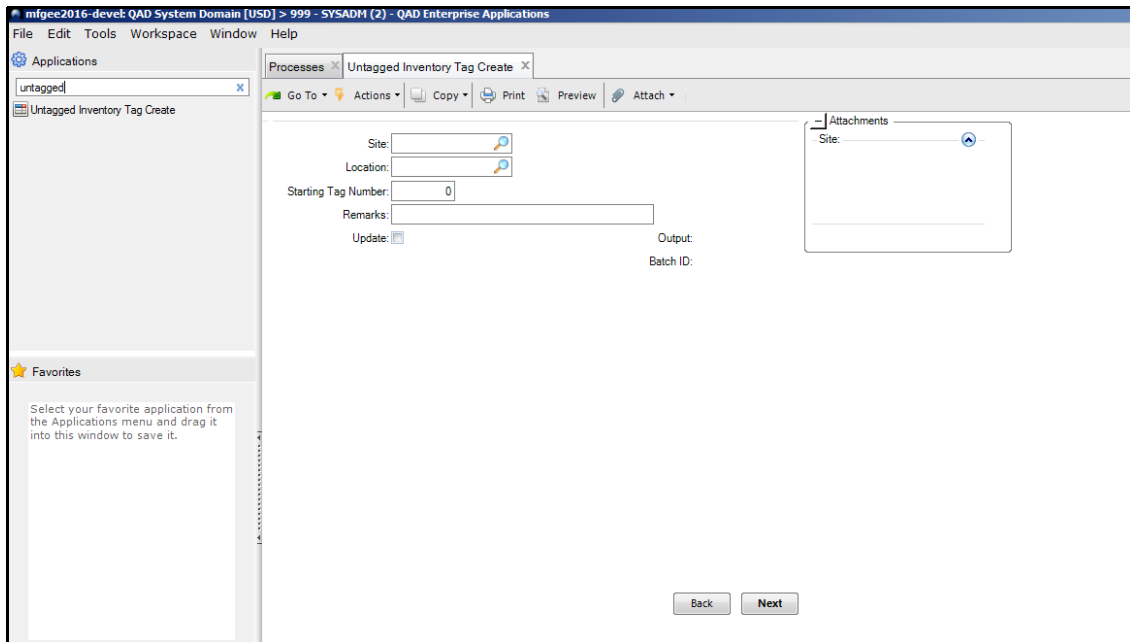 mfgee2016-devel: QAD System Domain [USD] > 999 - SYSADM (2) - QAD Enterprise Applications
File Edit Tools Workspace Window Help
Applications
untagged
Untagged Inventory Tag Create
Processes Untagged Inventory Tag Create
Go To Actions Copy Print Preview Attach
Site:
Location:
Starting Tag Number: 0
Remarks:
Update: Output:
Batch ID:
Attachments
Site:
Favorites
Select your favorite application from
the Applications menu and drag it
into this window to save it.
Back Next